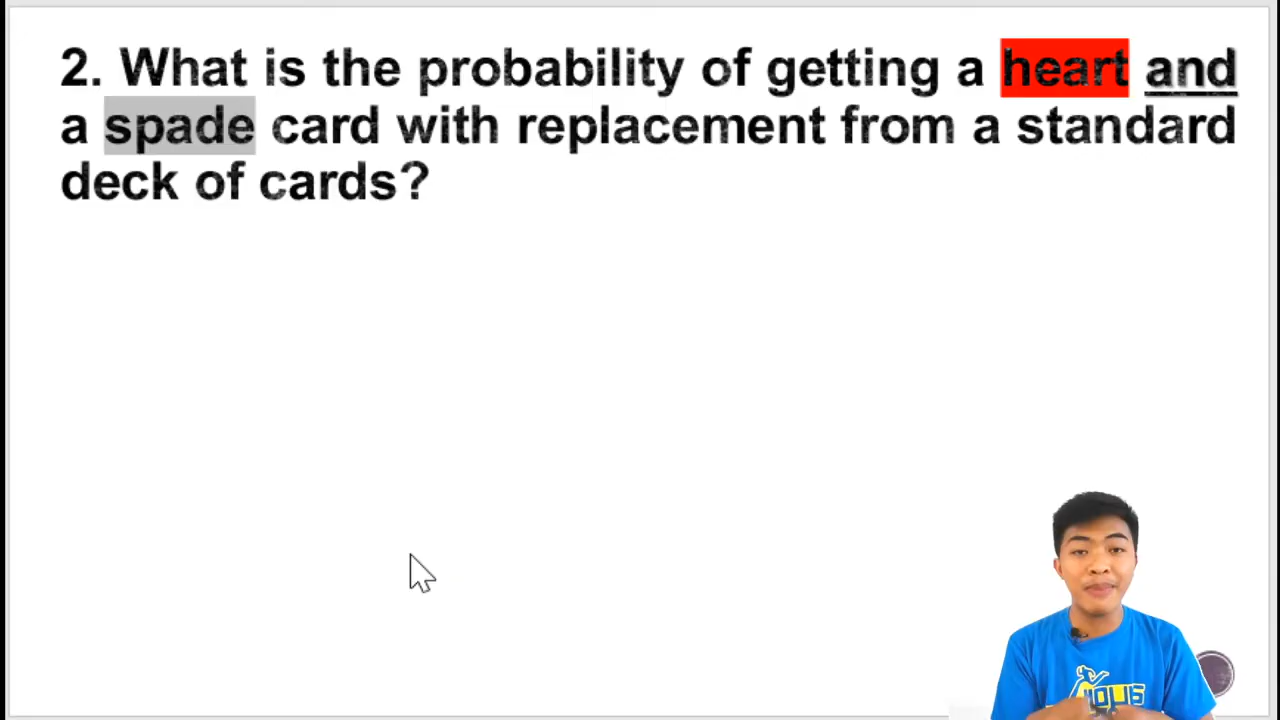 2. What is the probability of getting a heart and
a spade card with replacement from a standard
deck of cards?